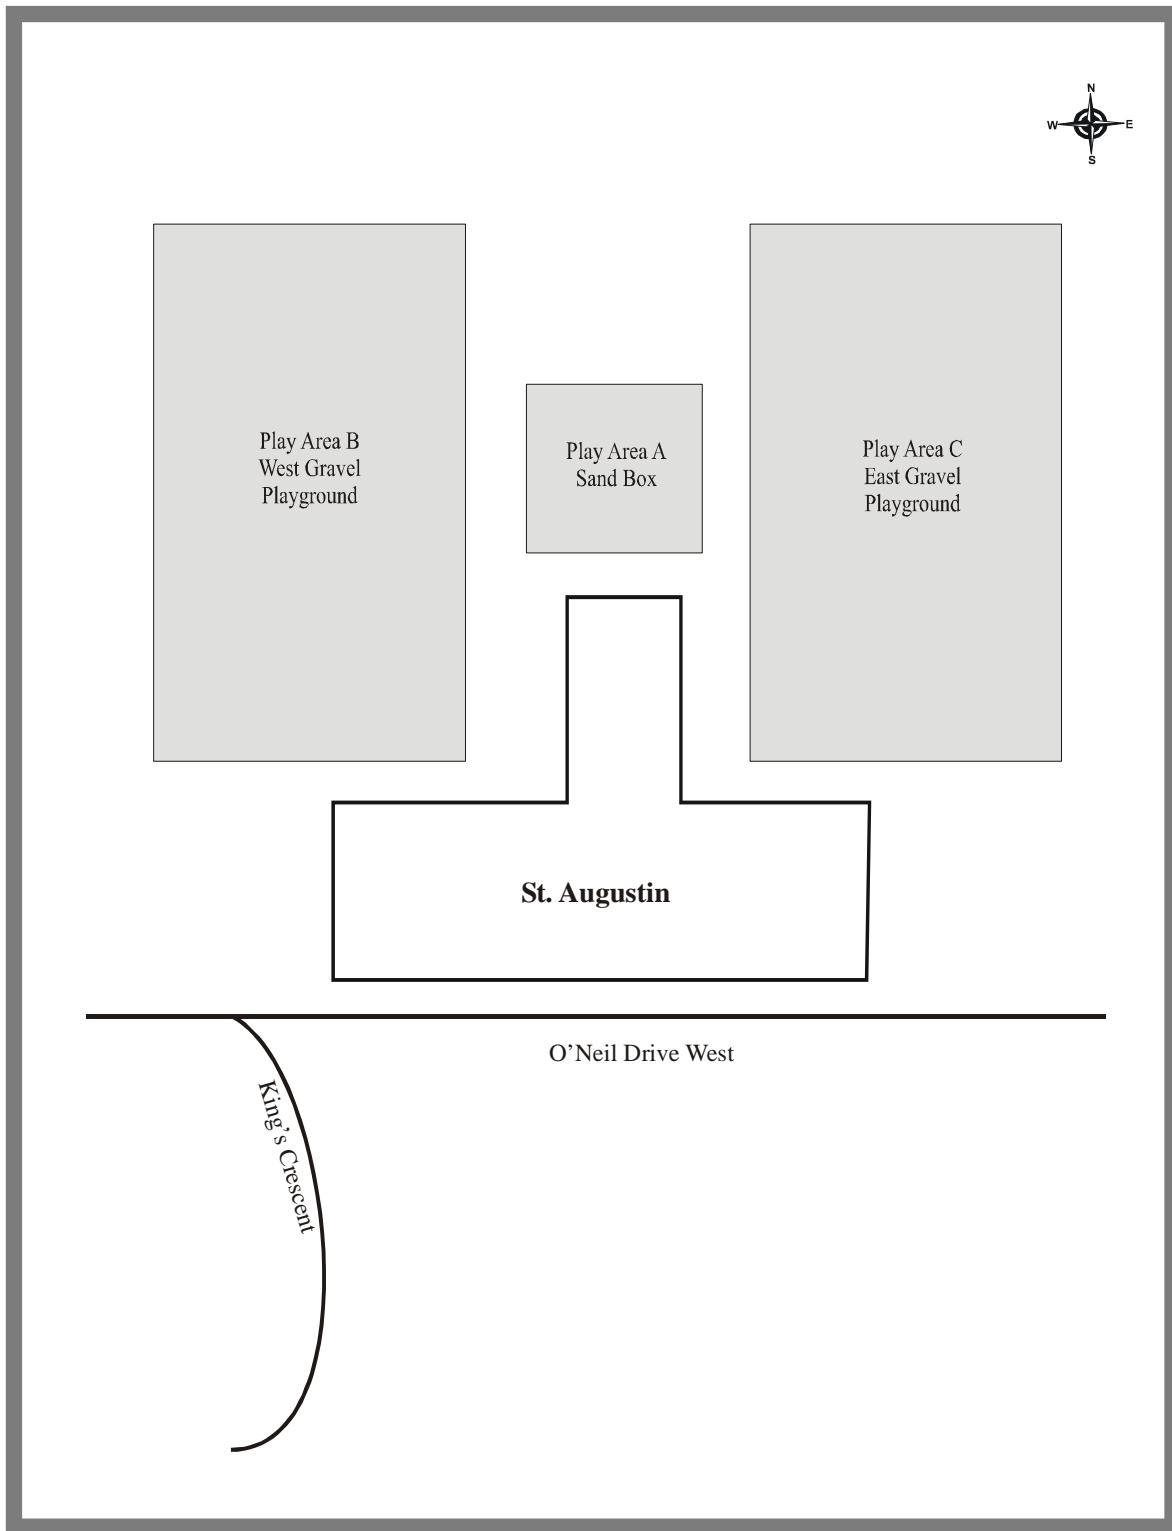 N
W
E
S
Play Area B
West Gravel
Playground
Play Area A
Sand Box
Play Area C
East Gravel
Playground
St. Augustin
O’Neil Drive West
King’s Crescent